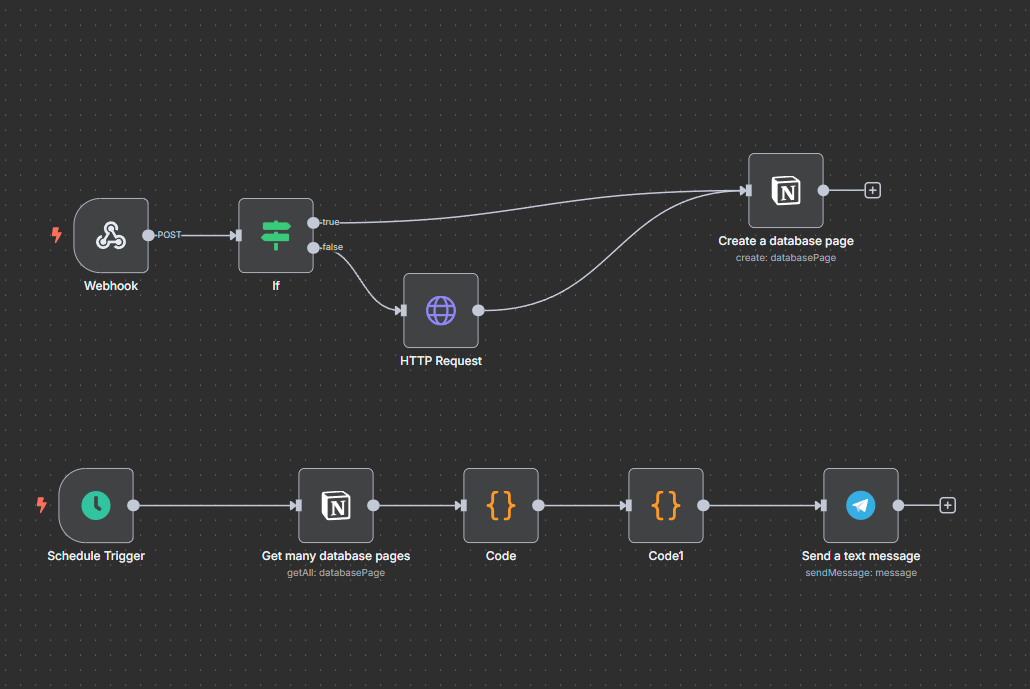 POST
true
false
Webhook
If
HTTP Request
Create a database page
create: databasePage
Schedule Trigger
Get many database pages
getAll: databasePage
Code
Code1
Send a text message
sendMessage: message